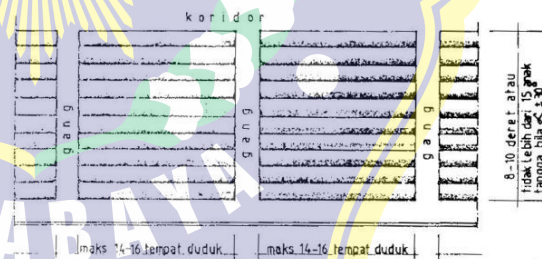 koridor
gang
gang
gang
8-10 deret atau
tidak lebih dari 15 anak
tangga bila
maks 14-16 tempat duduk
maks 14-16 tempat duduk
RABAYA